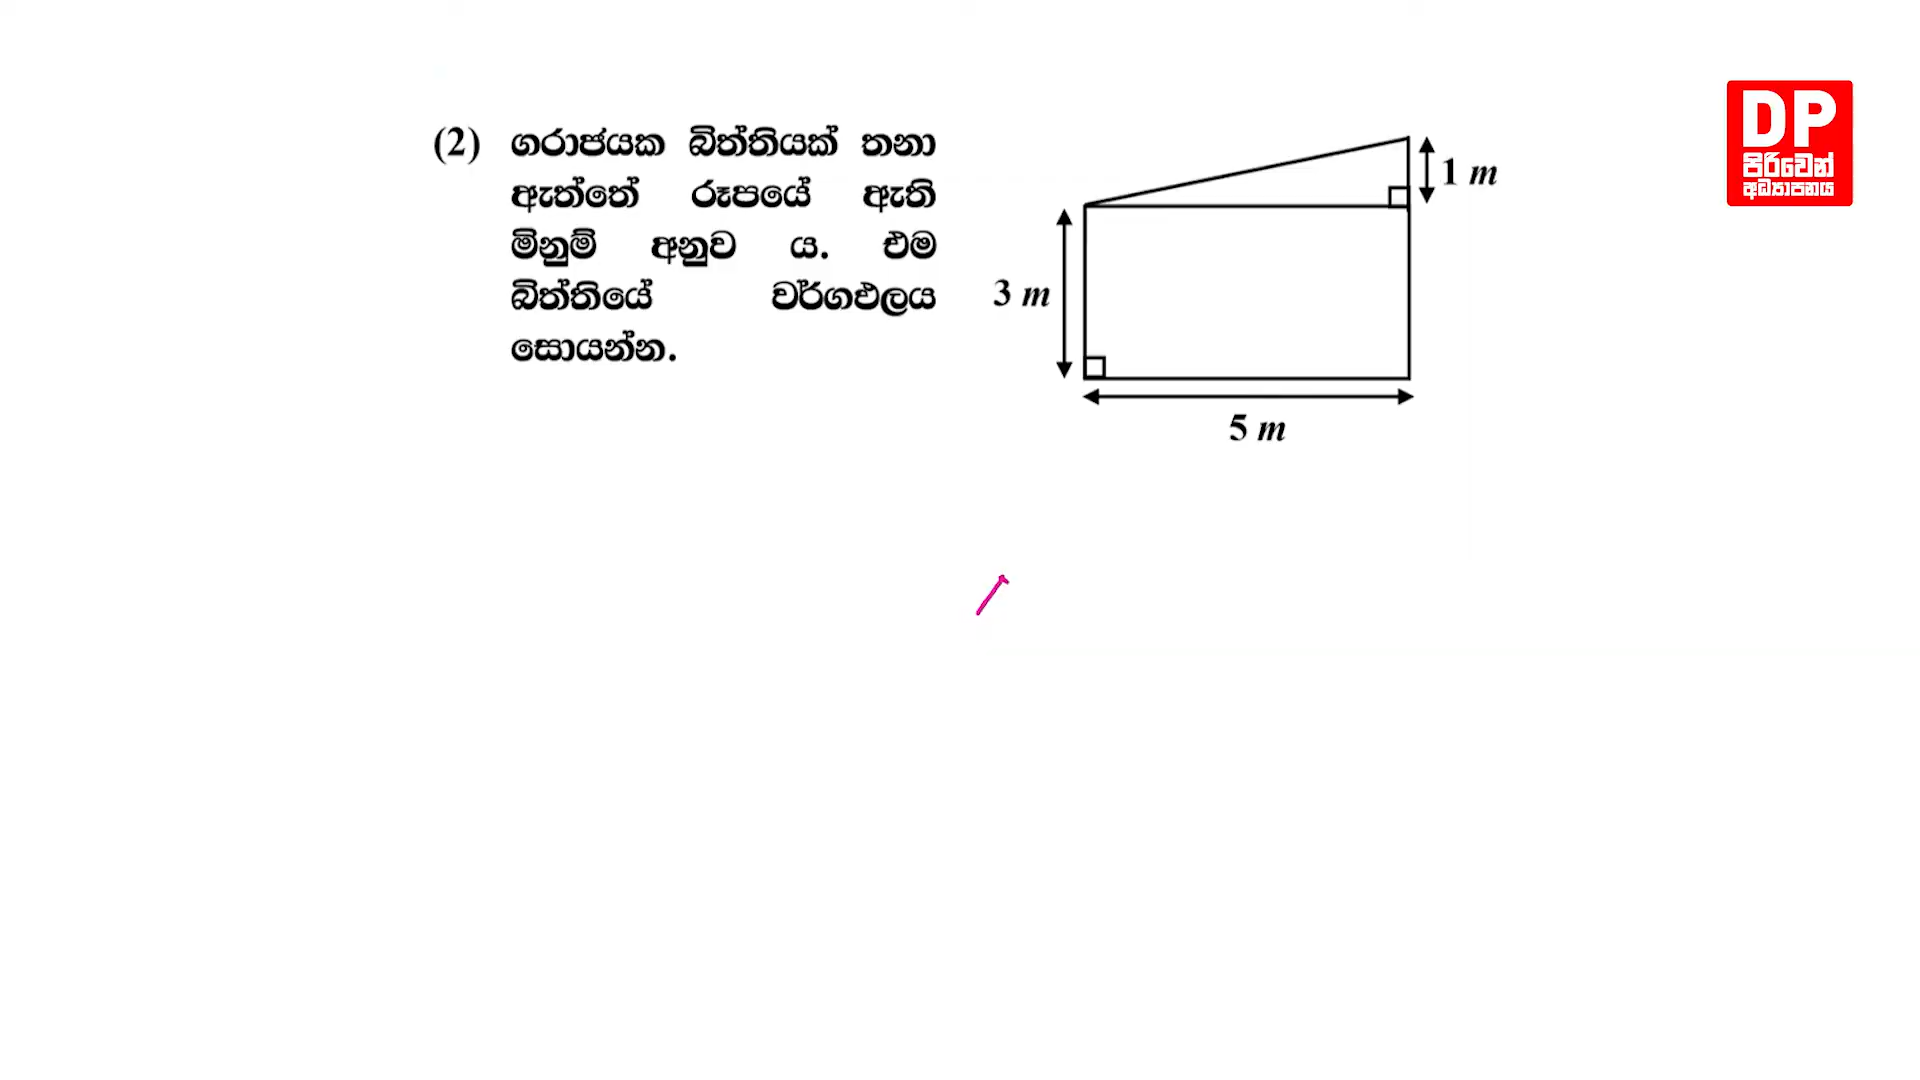 (2) ගරාජයක බිත්තියක් තනා
ඇත්තේ රූපයේ ඇති
මිනුම් අනුව ය. එම
බිත්තියේ වර්ගඵලය
සොයන්න.
1 m
3 m
5 m
DP
පිරිවෙන්
අධ්‍යාපනය